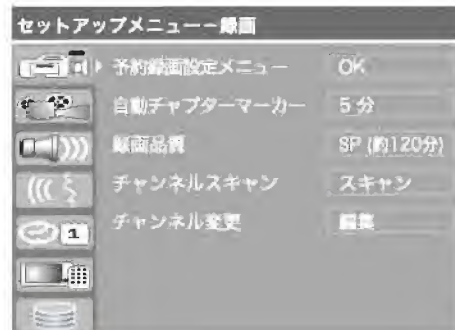 セットアップメニュー－録画
予約録画設定メニュー OK
自動チャプターマーカー 5 分
録画品質 SP (約120分)
チャンネルスキャン スキャン
チャンネル変更 編集
1